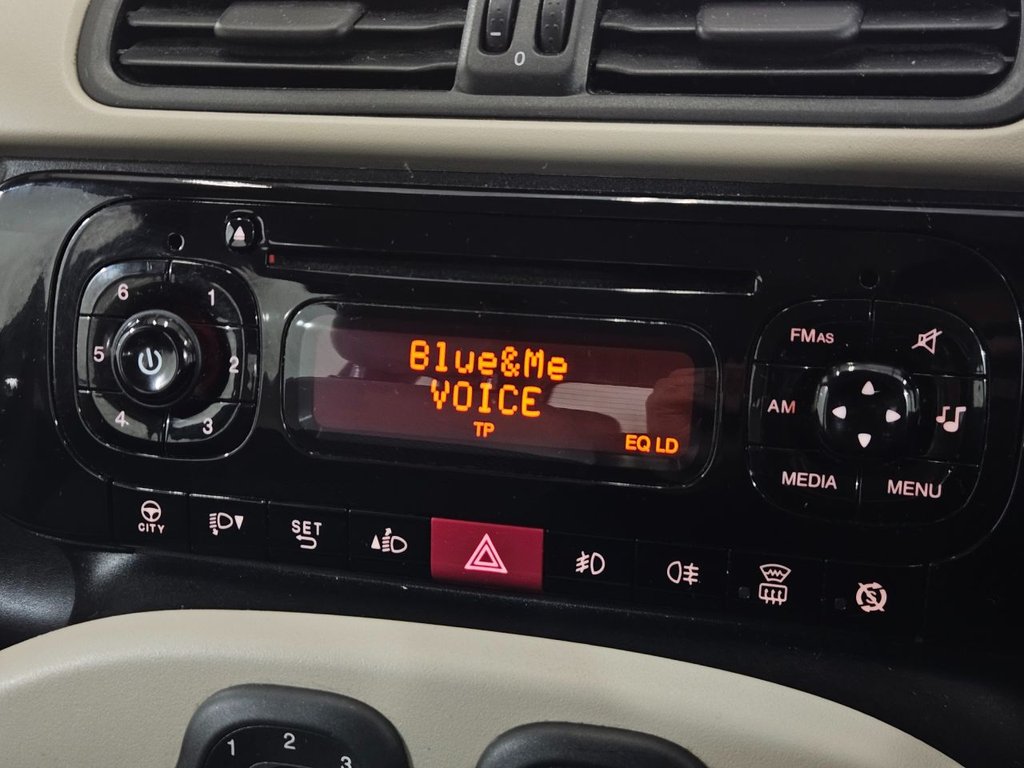 0
6 1
5 2
4 3
Blue&Me
VOICE
TP
EQ LD
FMAS
AM
MEDIA
MENU
CITY
SET
1 2 3